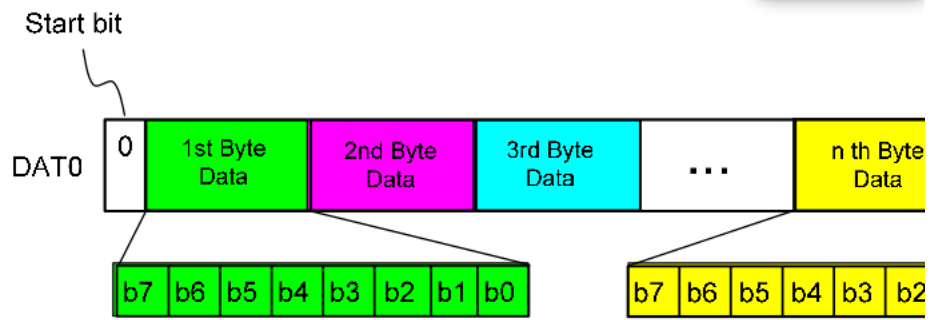 Start bit
DAT0
0
1st Byte
Data
2nd Byte
Data
3rd Byte
Data
...
n th Byte
Data
b7 b6 b5 b4 b3 b2 b1 b0
b7 b6 b5 b4 b3 b2